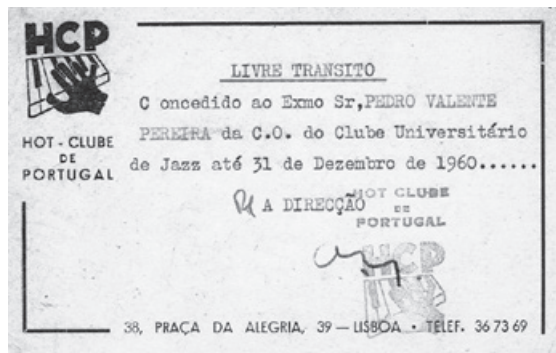 HCP
HOT-CLUBE
DE
PORTUGAL
LIVRE TRANSITO
C oncedido ao Exmo Sr,PEDRO VALENTE
PEREIRA da C.O. do Clube Universitário
de Jazz até 31 de Dezembro de 1960......
A DIRECÇÃO
HOT CLUBE
DE
PORTUGAL
HCP
38, PRAÇA DA ALEGRIA, 39 — LISBOA • TELEF. 36 73 69